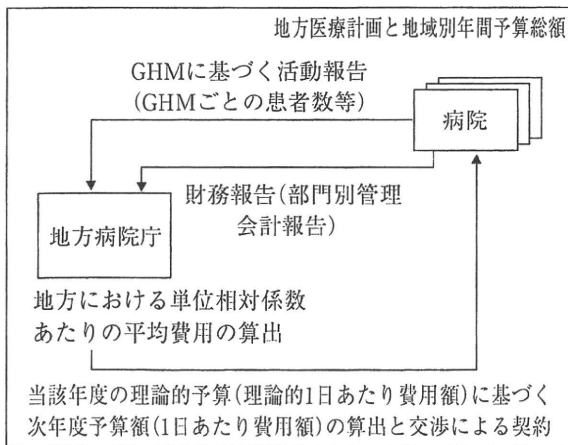 地方医療計画と地域別年間予算総額
GHMに基づく活動報告
(GHMごとの患者数等)
病院
財務報告(部門別管理
会計報告)
地方病院庁
地方における単位相対係数
あたりの平均費用の算出
当該年度の理論的予算(理論的1日あたり費用額)に基づく
次年度予算額(1日あたり費用額)の算出と交渉による契約